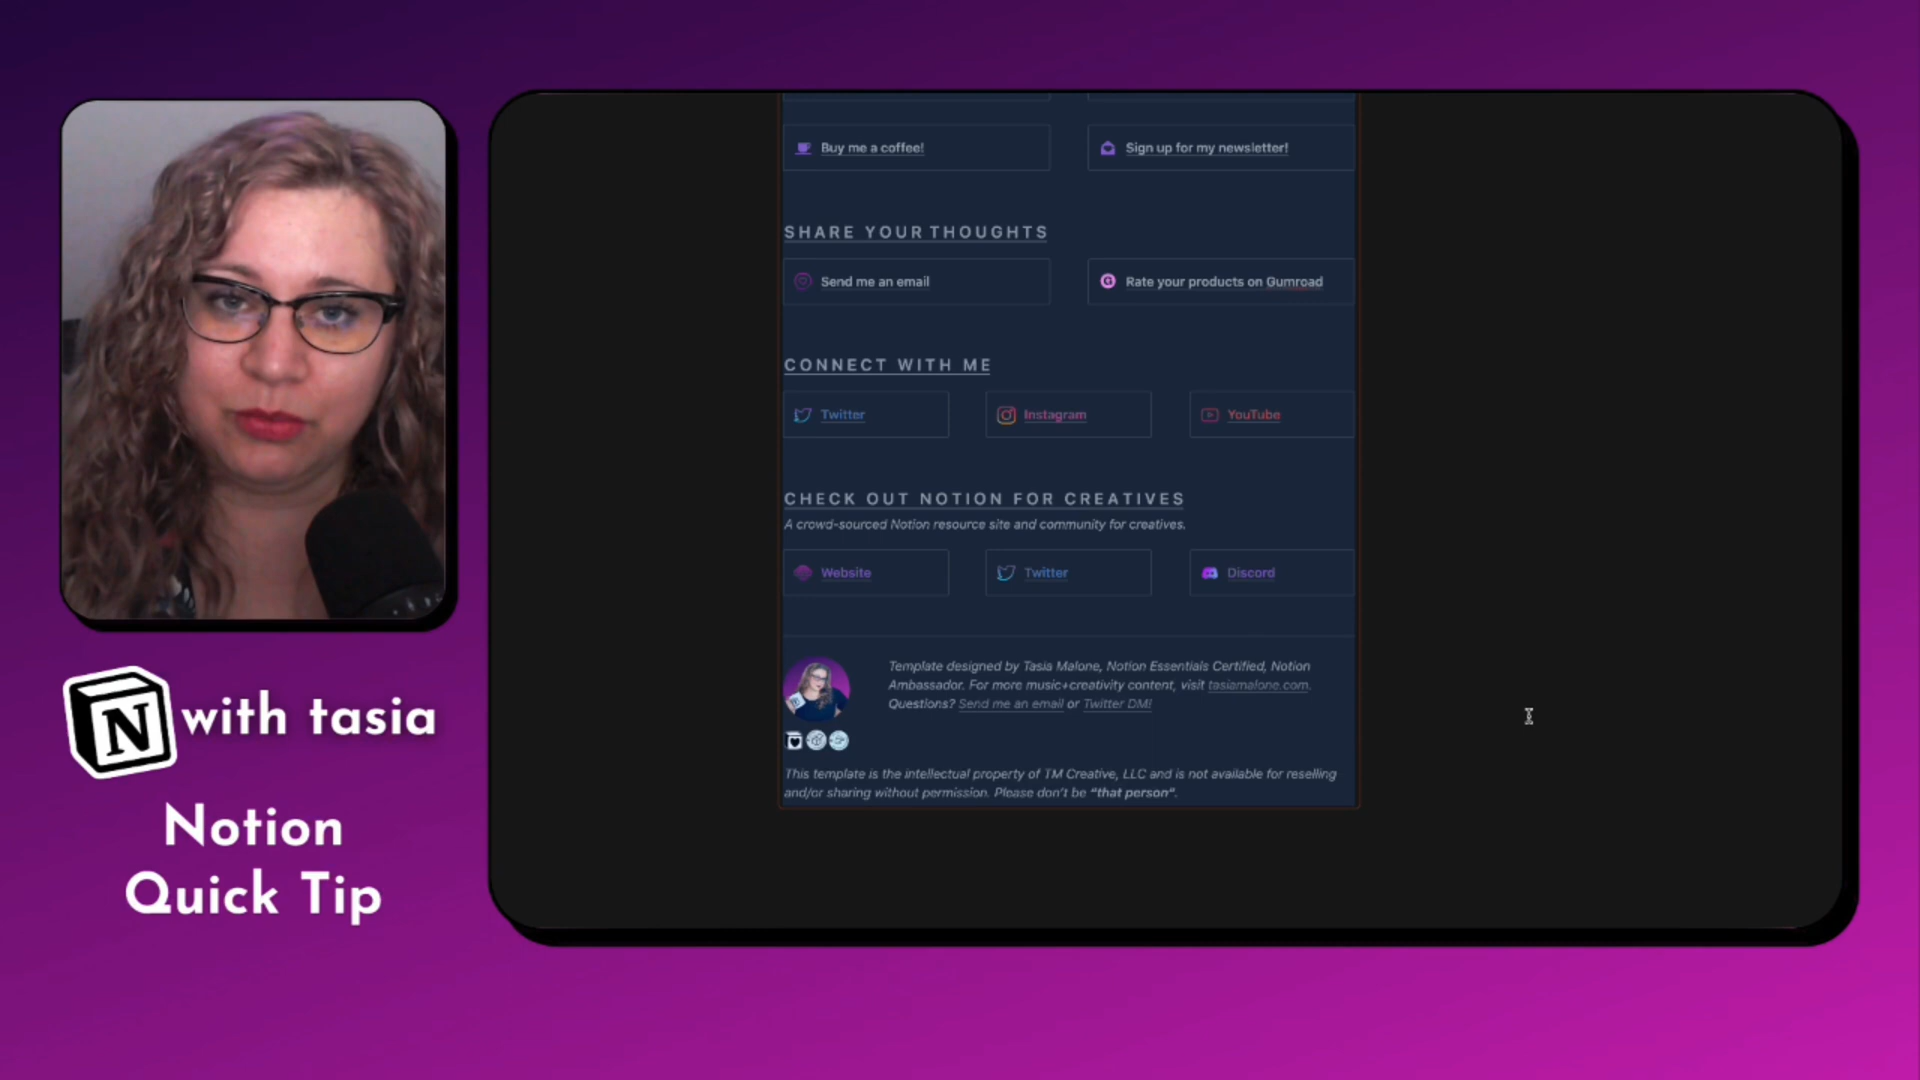 N with tasia
Notion
Quick Tip
Buy me a coffee!
Sign up for my newsletter!
SHARE YOUR THOUGHTS
Send me an email
Rate your products on Gumroad
CONNECT WITH ME
Twitter
Instagram
YouTube
CHECK OUT NOTION FOR CREATIVES
A crowd-sourced Notion resource site and community for creatives.
Website
Twitter
Discord
Template designed by Tasia Malone, Notion Essentials Certified, Notion
Ambassador. For more music+creativity content, visit tasiamalone.com.
Questions? Send me an email or Twitter DM!
This template is the intellectual property of TM Creative, LLC and is not available for reselling
and/or sharing without permission. Please don't be "that person".